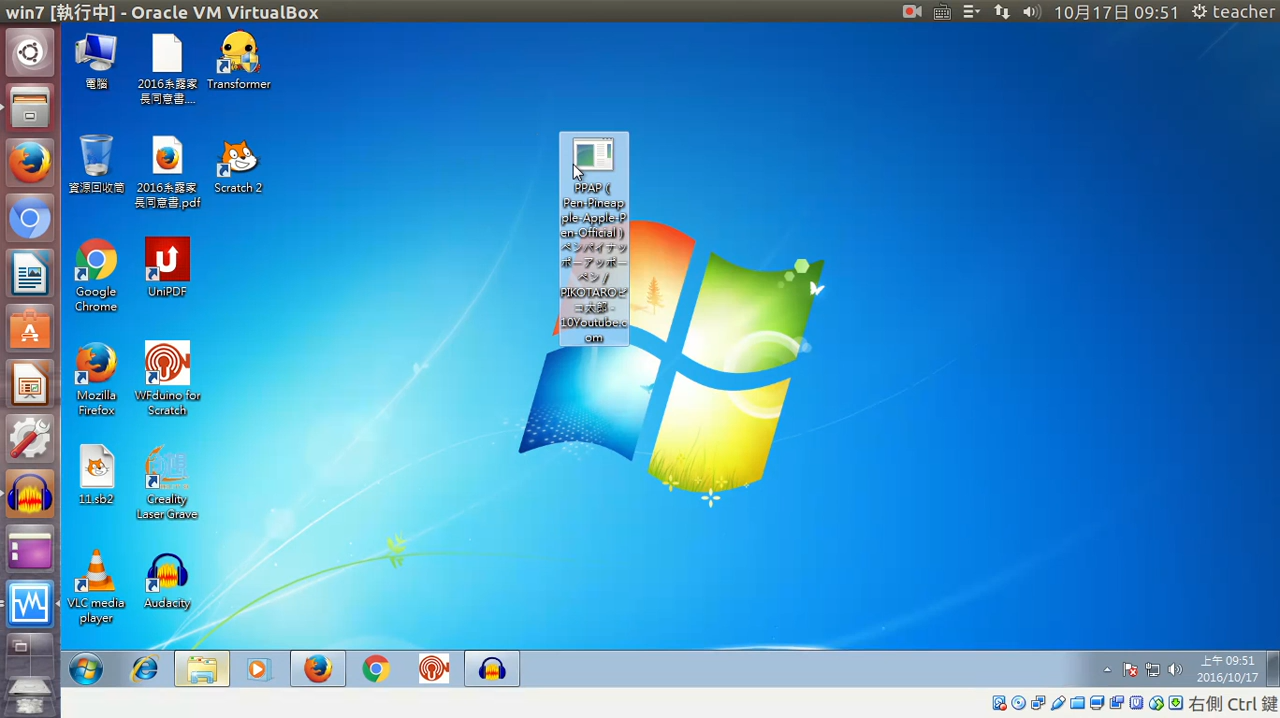 win7 [執行中] - Oracle VM VirtualBox
10月17日 09:51
teacher
電腦
2016系露家
長同意書....
Transformer
資源回收筒
2016系露家
長同意書.pdf
Scratch 2
PPAP (
Pen-Pineap
ple-Apple-P
en-Official )
ペンパイナッ
ポーアッポー
ペン /
PIKOTAROピ
コ太郎 -
10Youtube.c
om
Google
Chrome
UniPDF
Mozilla
Firefox
WFduino for
Scratch
11.sb2
Creality
Laser Grave
VLC media
player
Audacity
上午 09:51
2016/10/17
右側 Ctrl 鍵